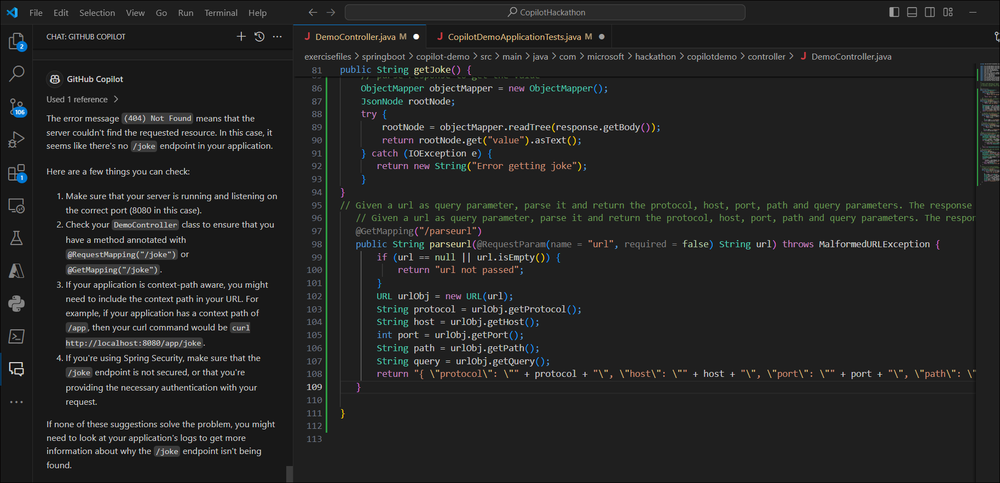 File Edit Selection View Go Run Terminal Help
CopilotHackathon
CHAT: GITHUB COPILOT
2
106
1
GitHub Copilot
Used 1 reference
The error message (404) Not Found means that the
server couldn't find the requested resource. In this case, it
seems like there's no /joke endpoint in your application.
Here are a few things you can check:
1. Make sure that your server is running and listening on
the correct port (8080 in this case).
2. Check your DemoController class to ensure that you
have a method annotated with
@RequestMapping("/joke") or
@GetMapping("/joke").
3. If your application is context-path aware, you might
need to include the context path in your URL. For
example, if your application has a context path of
/app, then your curl command would be curl
http://localhost:8080/app/joke.
4. If you're using Spring Security, make sure that the
/joke endpoint is not secured, or that you're
providing the necessary authentication with your
request.
If none of these suggestions solve the problem, you might
need to look at your application's logs to get more
information about why the /joke endpoint isn't being
found.
DemoController.java M
CopilotDemoApplicationTests.java M
exercisefiles > springboot > copilot-demo > src > main > java > com > microsoft > hackathon > copilotdemo > controller > DemoController.java
81 public String getJoke() {
// parse response to get the value
86 ObjectMapper objectMapper = new ObjectMapper();
87 JsonNode rootNode;
88 try {
89 rootNode = objectMapper.readTree(response.getBody());
90 return rootNode.get("value").asText();
91 } catch (IOException e) {
92 return new String("Error getting joke");
93 }
94 }
95 // Given a url as query parameter, parse it and return the protocol, host, port, path and query parameters. The response
96 // Given a url as query parameter, parse it and return the protocol, host, port, path and query parameters. The respon
97 @GetMapping("/parseurl")
98 public String parseurl(@RequestParam(name = "url", required = false) String url) throws MalformedURLException {
99 if (url == null || url.isEmpty()) {
100 return "url not passed";
101 }
102 URL urlObj = new URL(url);
103 String protocol = urlObj.getProtocol();
104 String host = urlObj.getHost();
105 int port = urlObj.getPort();
106 String path = urlObj.getPath();
107 String query = urlObj.getQuery();
108 return "{ \"protocol\": \"" + protocol + "\", \"host\": \"" + host + "\", \"port\": \"" + port + "\", \"path\": \"
109 }
110
111 }
112
113